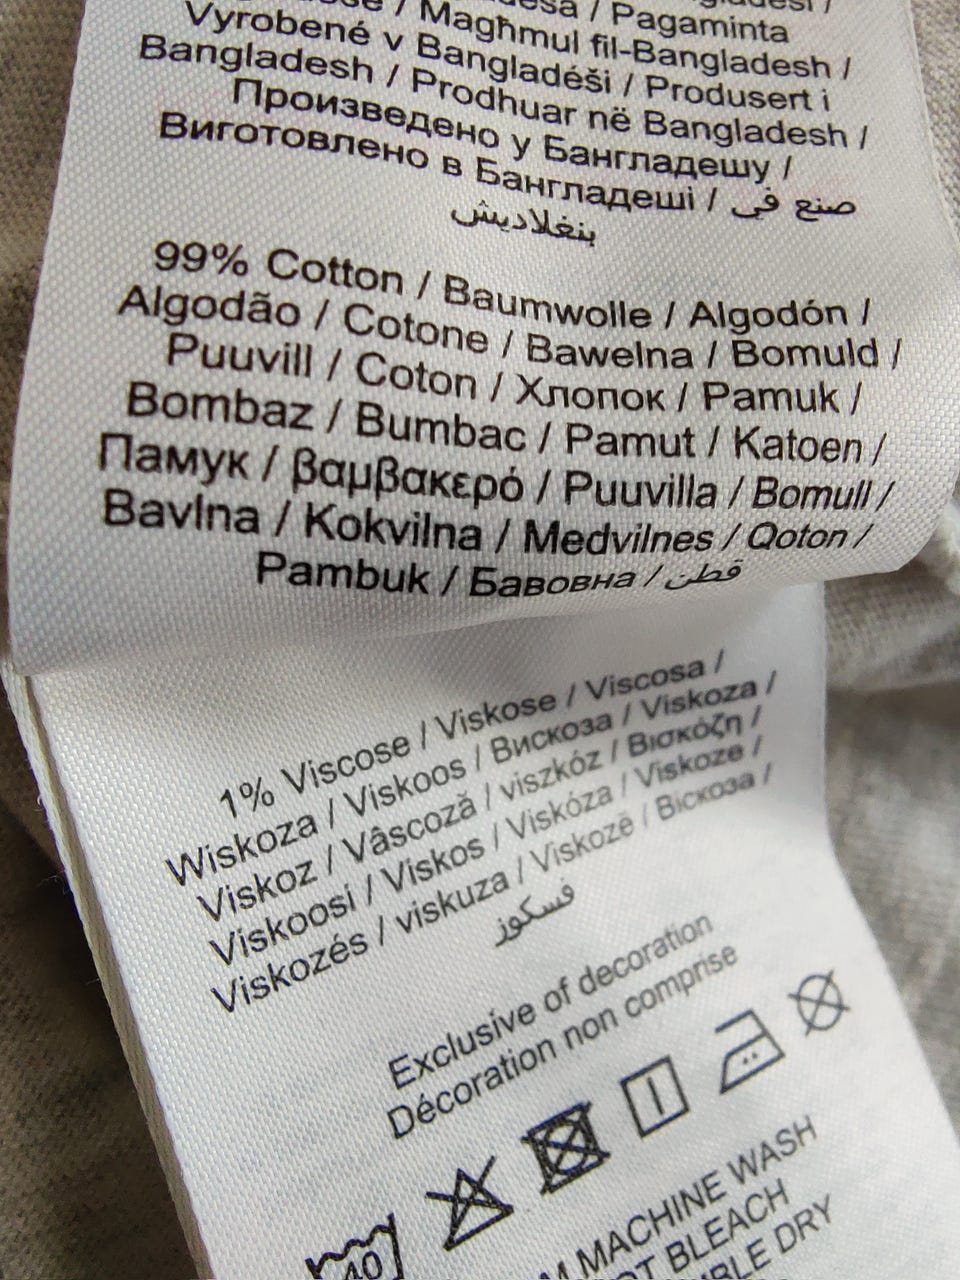 / Pagaminta
/ Magħmul fil-Bangladesh /
Vyrobené v Bangladéši / Produsert i
Bangladesh / Prodhuar në Bangladesh /
Произведено у Бангладешу /
Виготовлено в Бангладеші / صنع في
بنغلاديش
99% Cotton / Baumwolle / Algodón /
Algodão / Cotone / Bawelna / Bomuld /
Puuvill / Coton / Хлопок / Pamuk /
Bombaz / Bumbac / Pamut / Katoen /
Памук / βαμβακερό / Puuvilla / Bomull /
Bavlna / Kokvilna / Medvilnes / Qoton /
Pambuk / Бавовна / قطن
1% Viscose / Viskose / Viscosa /
Wiskoza / Viskoos / Вискоза / Viskoza /
Viskoz / Vâscoză / viszkóz / Βισκόζη /
Viskoosi / Viskos / Viskóza / Viskoze /
Viskozés / viskuza / Viskozë / Віскоза /
فسكوز
Exclusive of decoration
Décoration non comprise
40
MACHINE WASH
BLEACH
DRY